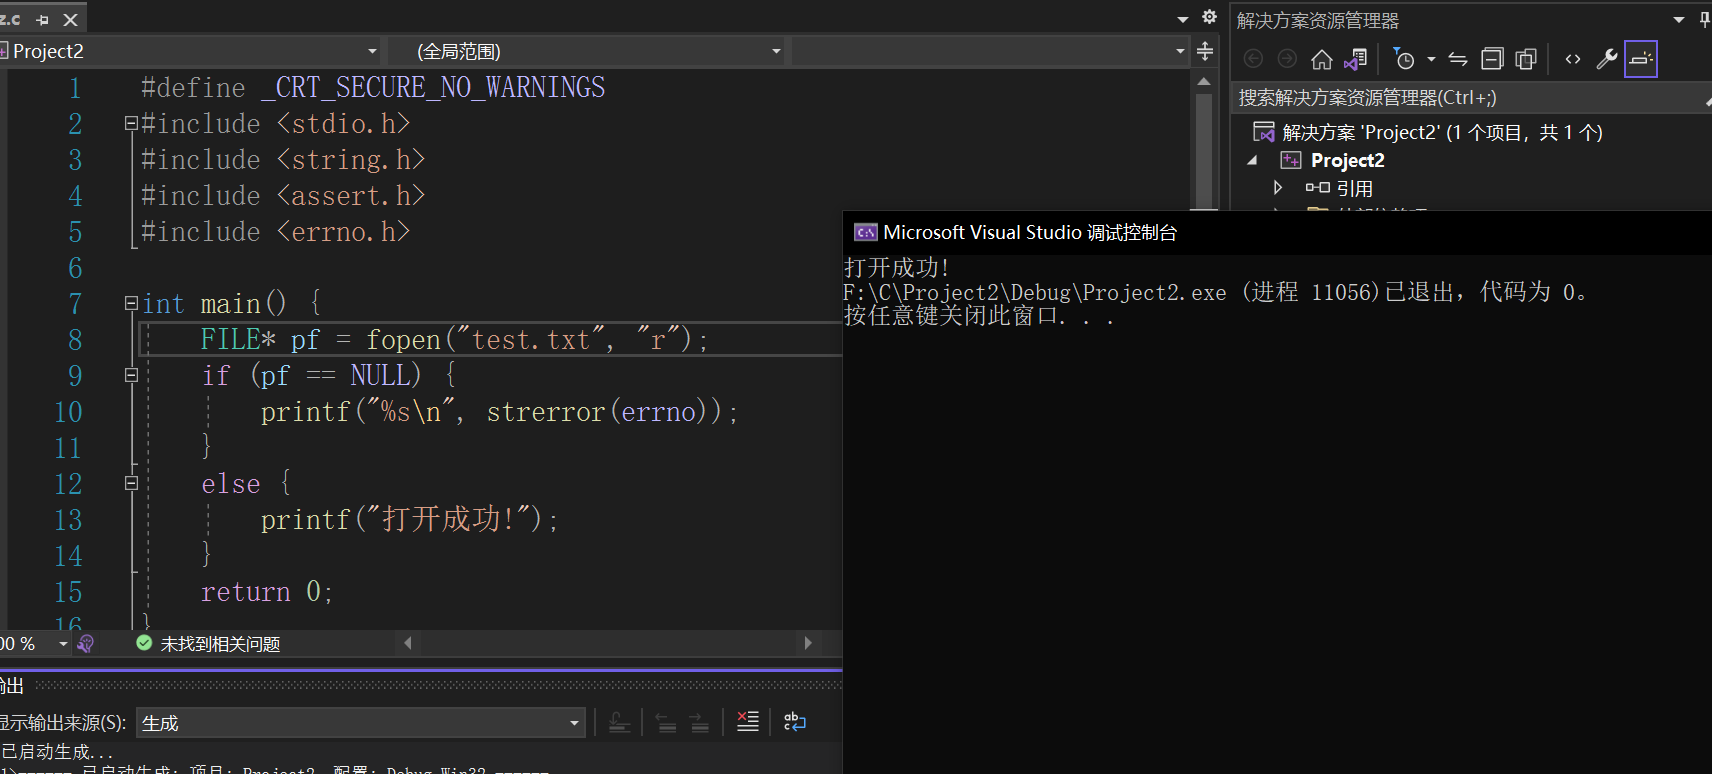 z.c
Project2
(全局范围)
1 #define _CRT_SECURE_NO_WARNINGS
2 #include <stdio.h>
3 #include <string.h>
4 #include <assert.h>
5 #include <errno.h>
6
7 int main() {
8 FILE* pf = fopen("test.txt", "r");
9 if (pf == NULL) {
10 printf("%s\n", strerror(errno));
11 }
12 else {
13 printf("打开成功!");
14 }
15 return 0;
16 }
00 %
未找到相关问题
输出
显示输出来源(S): 生成
已启动生成...
1>------ 已启动生成: 项目: Project2, 配置: Debug Win32 ------
解决方案资源管理器
搜索解决方案资源管理器(Ctrl+;)
解决方案 'Project2' (1 个项目，共 1 个)
Project2
引用
Microsoft Visual Studio 调试控制台
打开成功!
F:\C\Project2\Debug\Project2.exe (进程 11056)已退出，代码为 0。
按任意键关闭此窗口. . .